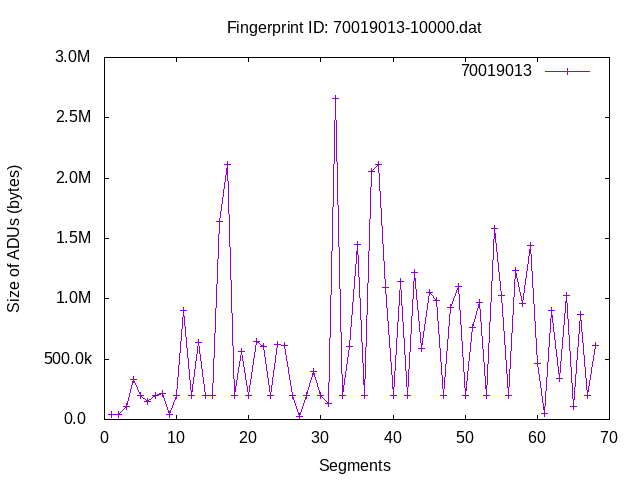 Fingerprint ID: 70019013-10000.dat
3.0M
70019013
2.5M
2.0M
1.5M
1.0M
500.0k
0.0
Size of ADUs (bytes)
0 10 20 30 40 50 60 70
Segments